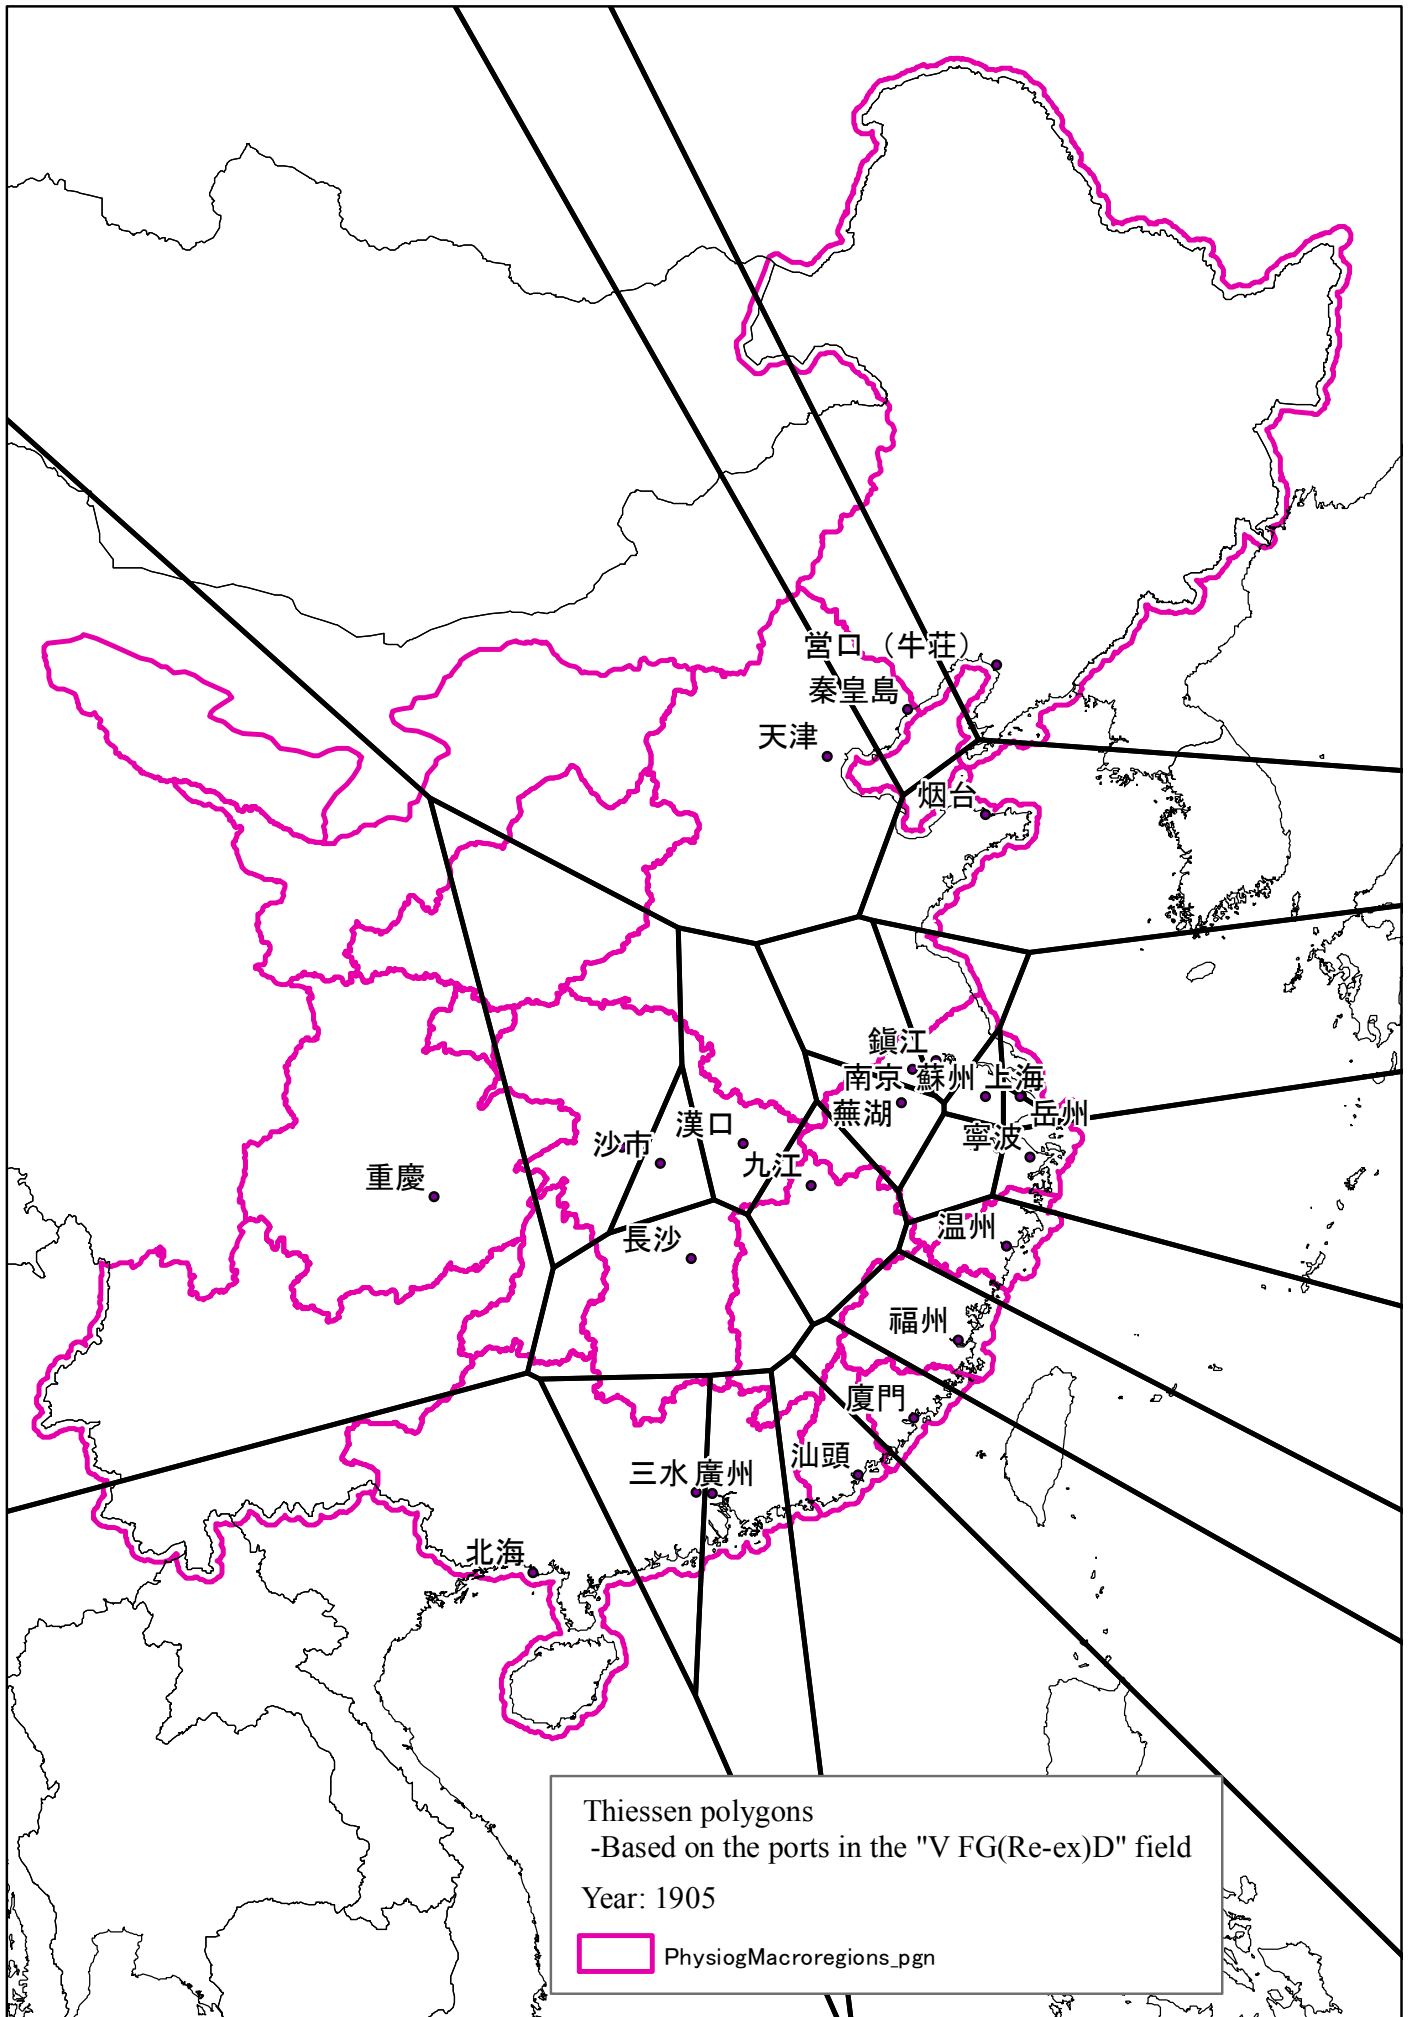 営口（牛荘）
秦皇島
天津
烟台
鎮江
南京
蘇州
上海
蕪湖
岳州
漢口
寧波
沙市
九江
重慶
長沙
温州
福州
廈門
汕頭
三水
廣州
北海
Thiessen polygons
-Based on the ports in the "V FG(Re-ex)D" field
Year: 1905
PhysiogMacroregions_pgn